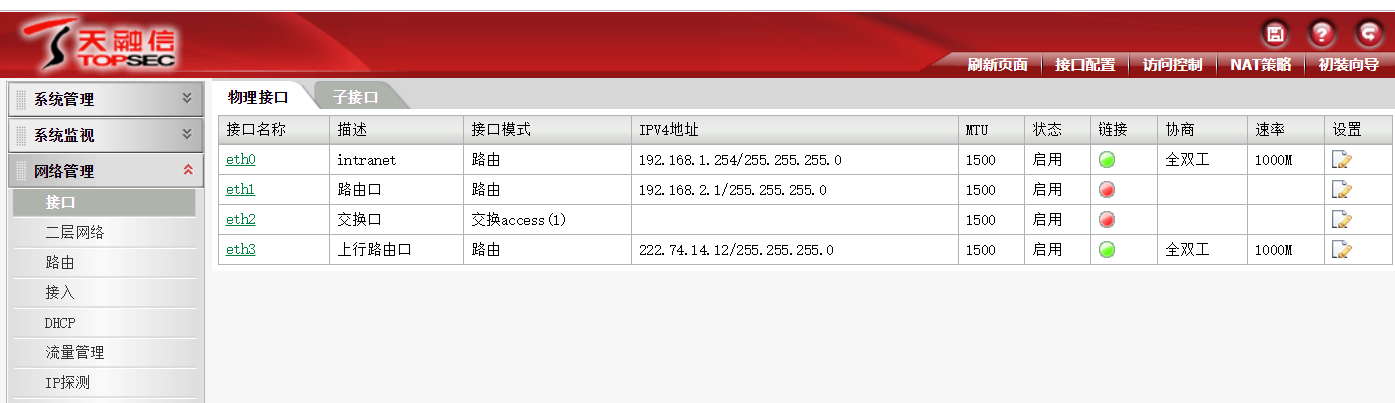 天融信
TOPSEC
刷新页面 接口配置 访问控制 NAT策略 初装向导
系统管理
系统监视
网络管理
接口
二层网络
路由
接入
DHCP
流量管理
IP探测
物理接口 子接口
接口名称 描述 接口模式 IPV4地址 MTU 状态 链接 协商 速率 设置
eth0 intranet 路由 192.168.1.254/255.255.255.0 1500 启用 全双工 1000M
eth1 路由口 路由 192.168.2.1/255.255.255.0 1500 启用
eth2 交换口 交换access(1) 1500 启用
eth3 上行路由口 路由 222.74.14.12/255.255.255.0 1500 启用 全双工 1000M